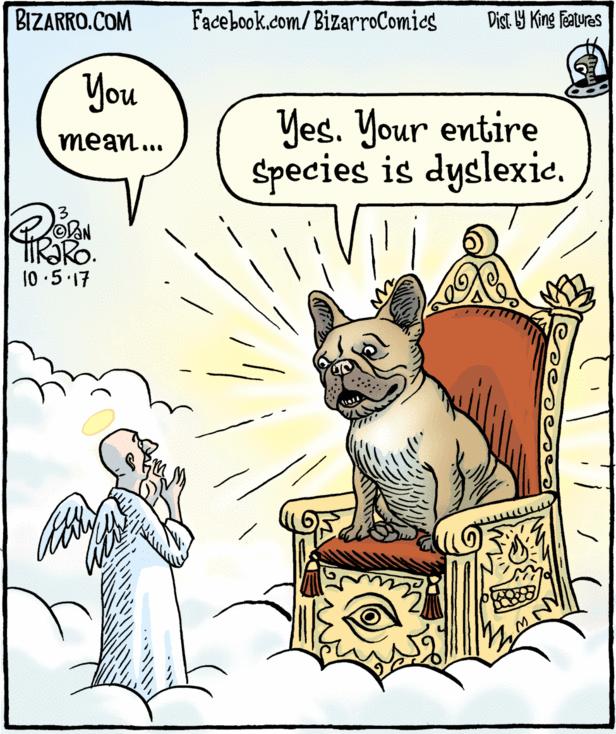 BIZARRO.COM
Facebook.com/BizarroComics
Dist. by King Features
You
mean...
Yes. Your entire
species is dyslexic.
3
©Dan
Piraro.
10·5·17